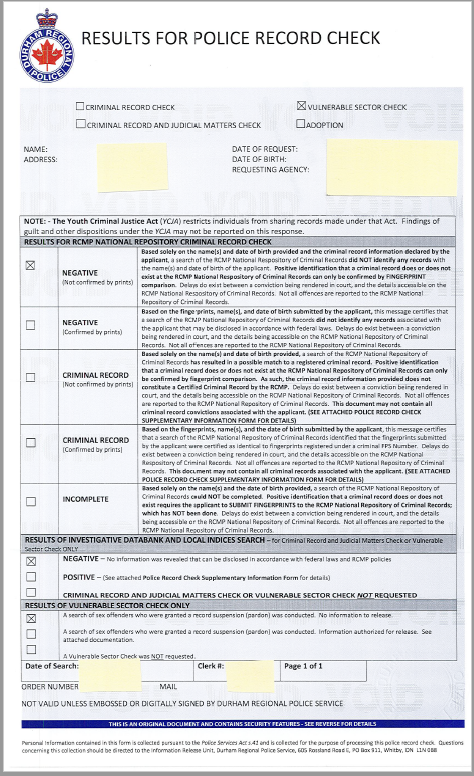 DURHAM REGIONAL
POLICE
RESULTS FOR POLICE RECORD CHECK
CRIMINAL RECORD CHECK
VULNERABLE SECTOR CHECK
CRIMINAL RECORD AND JUDICIAL MATTERS CHECK
ADOPTION
NAME:
ADDRESS:
DATE OF REQUEST:
DATE OF BIRTH:
REQUESTING AGENCY:
NOTE: - The Youth Criminal Justice Act (YCJA) restricts individuals from sharing records made under that Act. Findings of
guilt and other dispositions under the YCJA may not be reported on this response.
RESULTS FOR RCMP NATIONAL REPOSITORY CRIMINAL RECORD CHECK
NEGATIVE
(Not confirmed by prints)
Based solely on the name(s) and date of birth provided and the criminal record information declared by the
applicant, a search of the RCMP National Repository of Criminal Records did NOT identify any records with
the name(s) and date of birth of the applicant. Positive identification that a criminal record does or does not
exist at the RCMP National Repository of Criminal Records can only be confirmed by FINGERPRINT
comparison. Delays do exist between a conviction being rendered in court, and the details accessible on the
RCMP National Repository of Criminal Records. Not all offences are reported to the RCMP National
Repository of Criminal Records.
NEGATIVE
(Confirmed by prints)
Based on the finge rprints, name(s), and date of birth submitted by the applicant, this message certifies that
a search of the RCMP National Repository of Criminal Records did not identify any records associated with
the applicant that may be disclosed in accordance with federal laws. Delays do exist between a conviction
being rendered in court, and the details being accessible on the RCMP National Repository of Criminal
Records. Not all offences are reported to the RCMP National Repository of Criminal Records.
CRIMINAL RECORD
(Not confirmed by prints)
Based solely on the name(s) and date of birth provided, a search of the RCMP National Repository of
Criminal Records has resulted in a possible match to a registered criminal record. Positive identification
that a criminal record does or does not exist at the RCMP National Repository of Criminal Records can only
be confirmed by fingerprint comparison. As such, the criminal record information provided does not
constitute a Certified Criminal Record by the RCMP. Delays do exist between a conviction being rendered in
court, and the details being accessible on the RCMP National Repository of Criminal Records. Not all offences
are reported to the RCMP National Repository of Criminal Records. This document may not contain all
criminal record convictions associated with the applicant. (SEE ATTACHED POLICE RECORD CHECK
SUPPLEMENTARY INFORMATION FORM FOR DETAILS)
CRIMINAL RECORD
(Confirmed by prints)
Based on the fingerprints, name(s), and the date of birth submitted by the applicant, this message certifies
that a search of the RCMP National Repository of Criminal Records identified that the fingerprints submitted
by the applicant were certified as identical to fingerprints registered under a criminal FPS Number. Delays do
exist between a conviction being rendered in court, and the details accessible on the RCMP National
Repository of Criminal Records. Not all offences are reported to the RCMP National Repository of Criminal
Records. This document may not contain all criminal records associated with the applicant. (SEE ATTACHED
POLICE RECORD CHECK SUPPLEMENTARY INFORMATION FORM FOR DETAILS)
INCOMPLETE
Based solely on the name(s) and the date of birth provided, a search of the RCMP National Repository of
Criminal Records could NOT be completed. Positive identification that a criminal record does or does not
exist requires the applicant to SUBMIT FINGERPRINTS to the RCMP National Repository of Criminal Records;
which has NOT been done. Delays do exist between a conviction being rendered in court, and the details
being accessible on the RCMP National Repository of Criminal Records. Not all offences are reported to the
RCMP National Repository of Criminal Records.
RESULTS OF INVESTIGATIVE DATABANK AND LOCAL INDICES SEARCH – for Criminal Record and Judicial Matters Check or Vulnerable
Sector Check ONLY
NEGATIVE – No information was revealed that can be disclosed in accordance with federal laws and RCMP policies
POSITIVE – (See attached Police Record Check Supplementary Information Form for details)
CRIMINAL RECORD AND JUDICIAL MATTERS CHECK OR VULNERABLE SECTOR CHECK NOT REQUESTED
RESULTS OF VULNERABLE SECTOR CHECK ONLY
A search of sex offenders who were granted a record suspension (pardon) was conducted. No information to release.
A search of sex offenders who were granted a record suspension (pardon) was conducted. Information authorized for release. See
attached documentation.
A Vulnerable Sector Check was NOT requested.
Date of Search:
Clerk #:
Page 1 of 1
ORDER NUMBER
MAIL
NOT VALID UNLESS EMBOSSED OR DIGITALLY SIGNED BY DURHAM REGIONAL POLICE SERVICE
THIS IS AN ORIGINAL DOCUMENT AND CONTAINS SECURITY FEATURES - SEE REVERSE FOR DETAILS
Personal Information contained in this form is collected pursuant to the Police Services Act s.41 and is collected for the purpose of processing this police record check. Questions
concerning this collection should be directed to the Information Release Unit, Durham Regional Police Service, 605 Rossland Road E, PO Box 911, Whitby, ON L1N 0B8